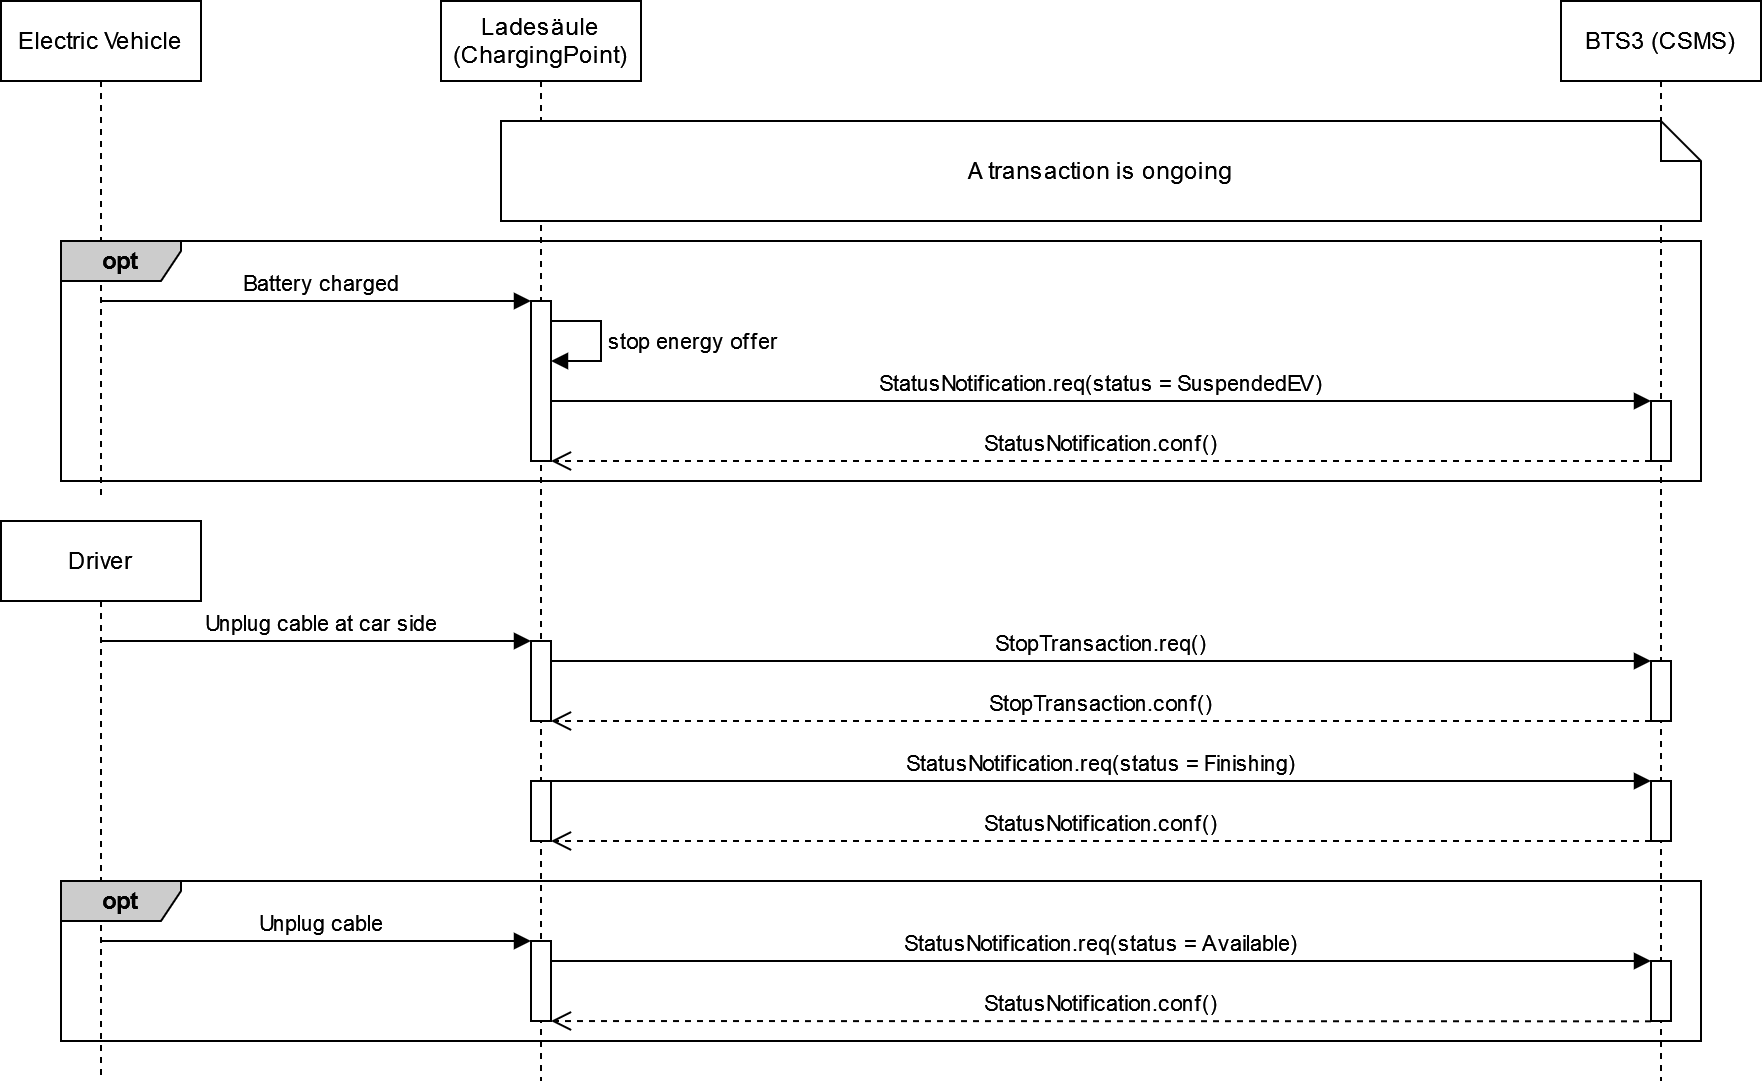 Electric Vehicle
Ladesäule
(ChargingPoint)
BTS3 (CSMS)
A transaction is ongoing
opt
Battery charged
stop energy offer
StatusNotification.req(status = SuspendedEV)
StatusNotification.conf()
Driver
Unplug cable at car side
StopTransaction.req()
StopTransaction.conf()
StatusNotification.req(status = Finishing)
StatusNotification.conf()
opt
Unplug cable
StatusNotification.req(status = Available)
StatusNotification.conf()